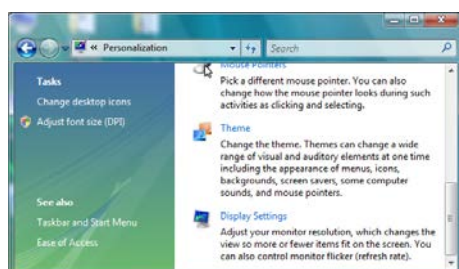 « Personalization
Search
Tasks
Change desktop icons
Adjust font size (DPI)
See also
Taskbar and Start Menu
Ease of Access
Mouse Pointers
Pick a different mouse pointer. You can also
change how the mouse pointer looks during such
activities as clicking and selecting.
Theme
Change the theme. Themes can change a wide
range of visual and auditory elements at one time
including the appearance of menus, icons,
backgrounds, screen savers, some computer
sounds, and mouse pointers.
Display Settings
Adjust your monitor resolution, which changes the
view so more or fewer items fit on the screen. You
can also control monitor flicker (refresh rate).